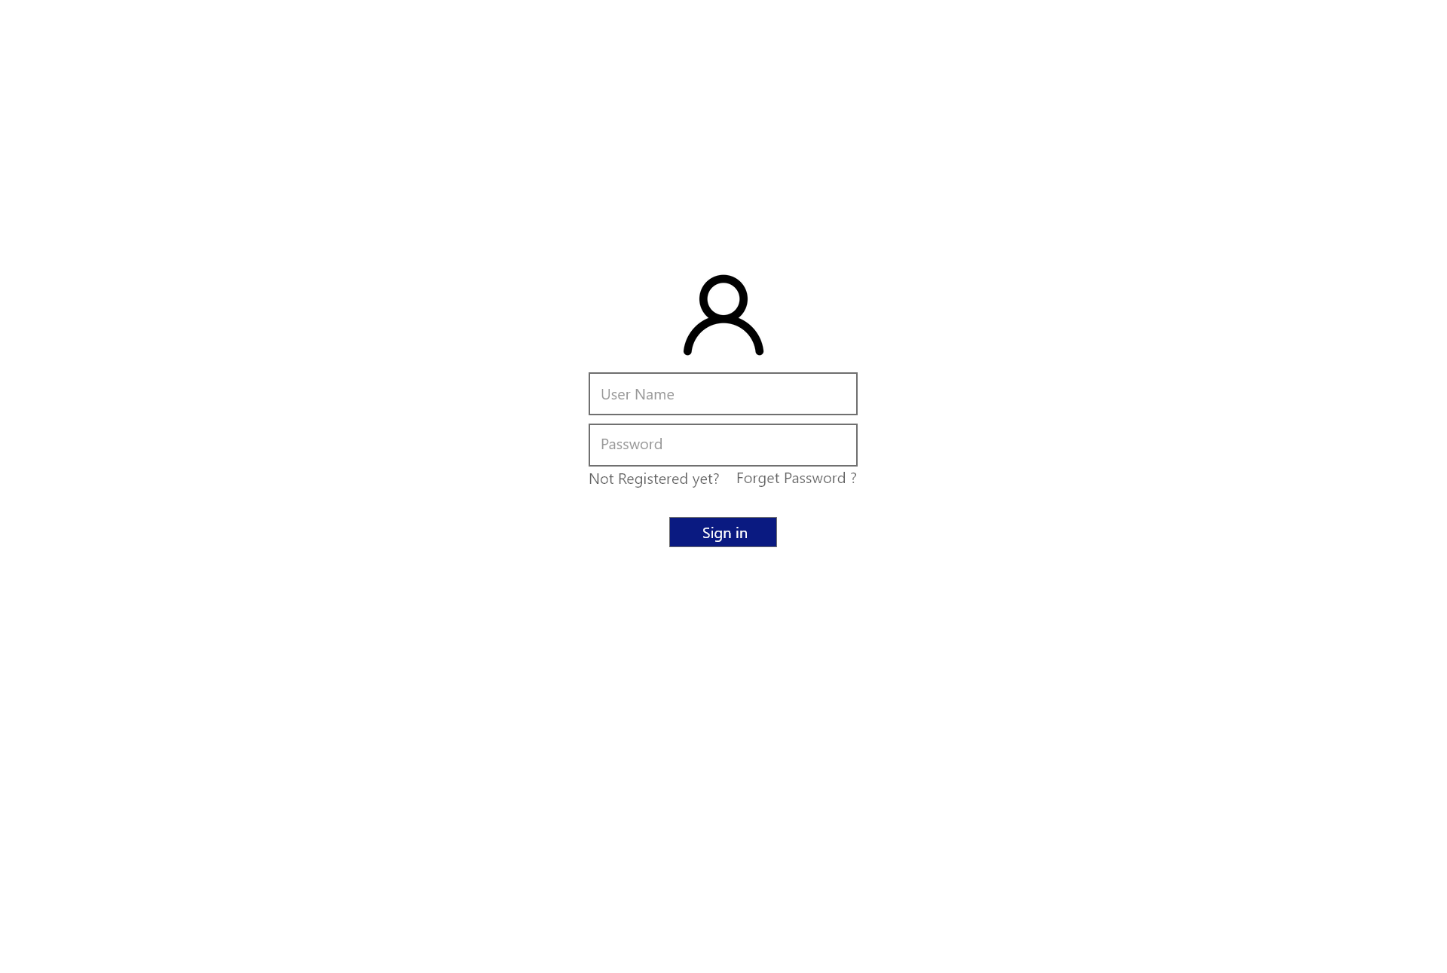 User Name
Password
Not Registered yet? Forget Password ?
Sign in